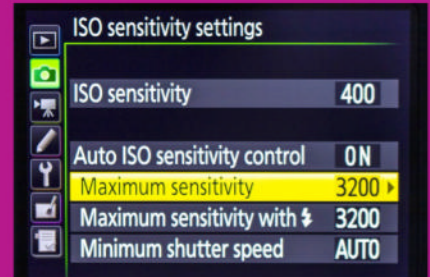 ISO sensitivity settings
ISO sensitivity 400
Auto ISO sensitivity control ON
Maximum sensitivity 3200
Maximum sensitivity with 3200
Minimum shutter speed AUTO